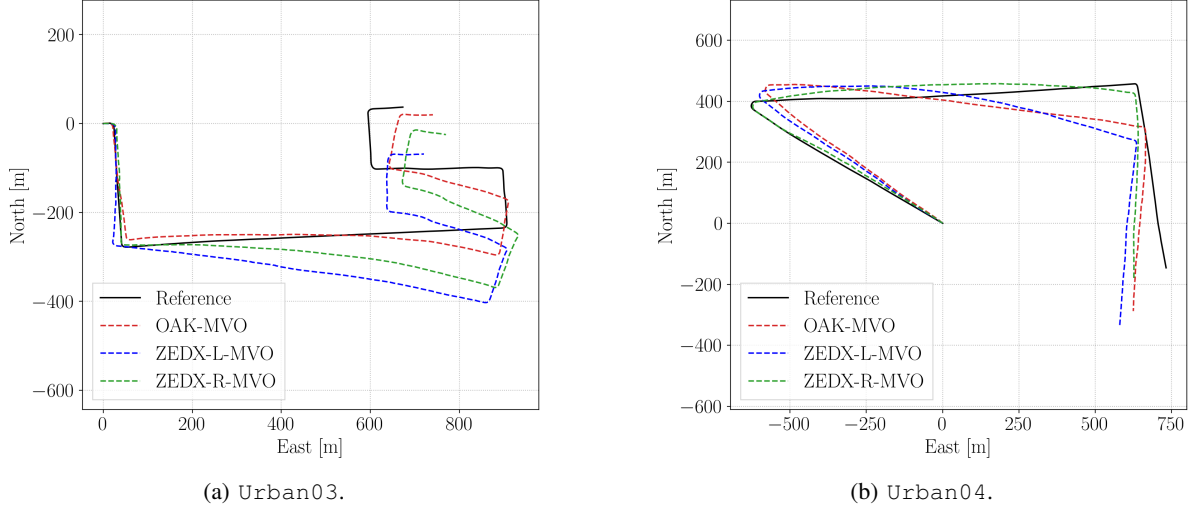 200
0
−200
−400
−600
North [m]
0
200
400
600
800
East [m]
Reference
OAK-MVO
ZEDX-L-MVO
ZEDX-R-MVO
(a) Urban03.
600
400
200
0
−200
−400
−600
North [m]
−500
−250
0
250
500
750
East [m]
Reference
OAK-MVO
ZEDX-L-MVO
ZEDX-R-MVO
(b) Urban04.